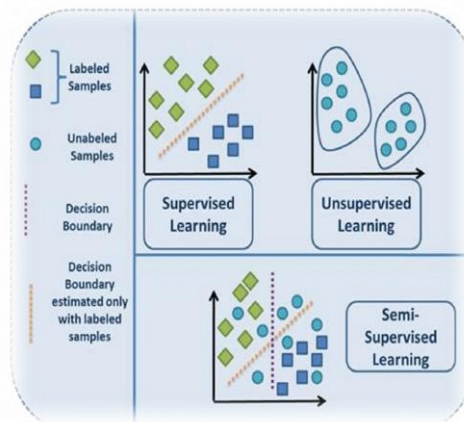 Labeled
Samples
Unabeled
Samples
Decision
Boundary
Decision
Boundary
estimated only
with labeled
samples
Supervised
Learning
Unsupervised
Learning
Semi-
Supervised
Learning